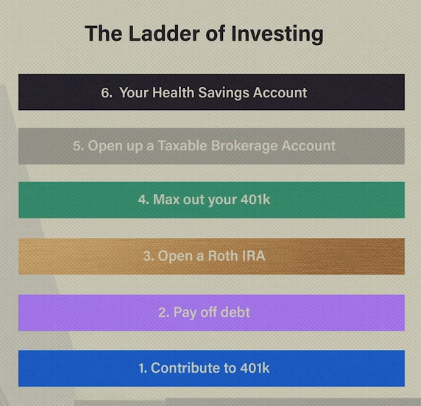 The Ladder of Investing
6. Your Health Savings Account
5. Open up a Taxable Brokerage Account
4. Max out your 401k
3. Open a Roth IRA
2. Pay off debt
1. Contribute to 401k